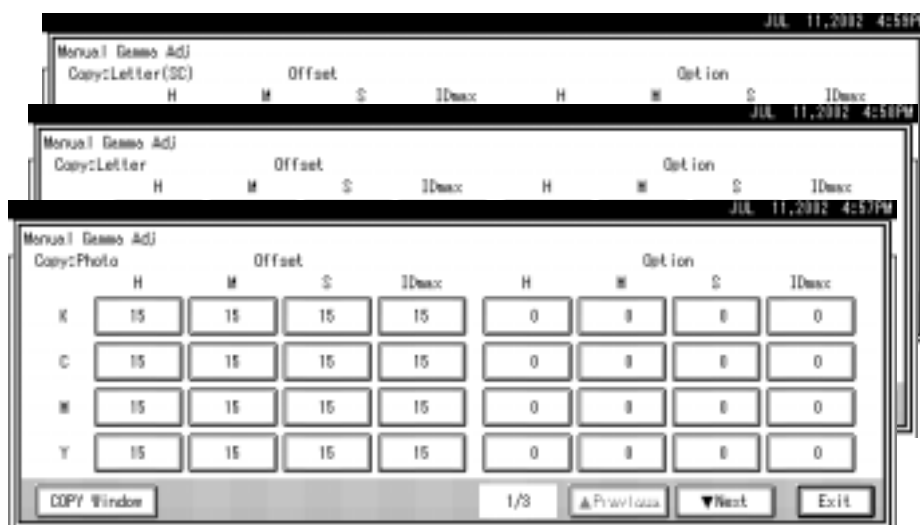 JUL 11,2002 4:59P
Manual Gamma Adj
Copy:Letter(SC) Offset Option
H M S IDmax H M S IDmax
JUL 11,2002 4:58PM
Manual Gamma Adj
Copy:Letter Offset Option
H M S IDmax H M S IDmax
JUL 11,2002 4:57PM
Manual Gamma Adj
Copy:Photo Offset Option
H M S IDmax H M S IDmax
K 15 15 15 15 0 0 0 0
C 15 15 15 15 0 0 0 0
M 15 15 15 15 0 0 0 0
Y 15 15 15 15 0 0 0 0
COPY Window 1/3 ▲Previous ▼Next Exit